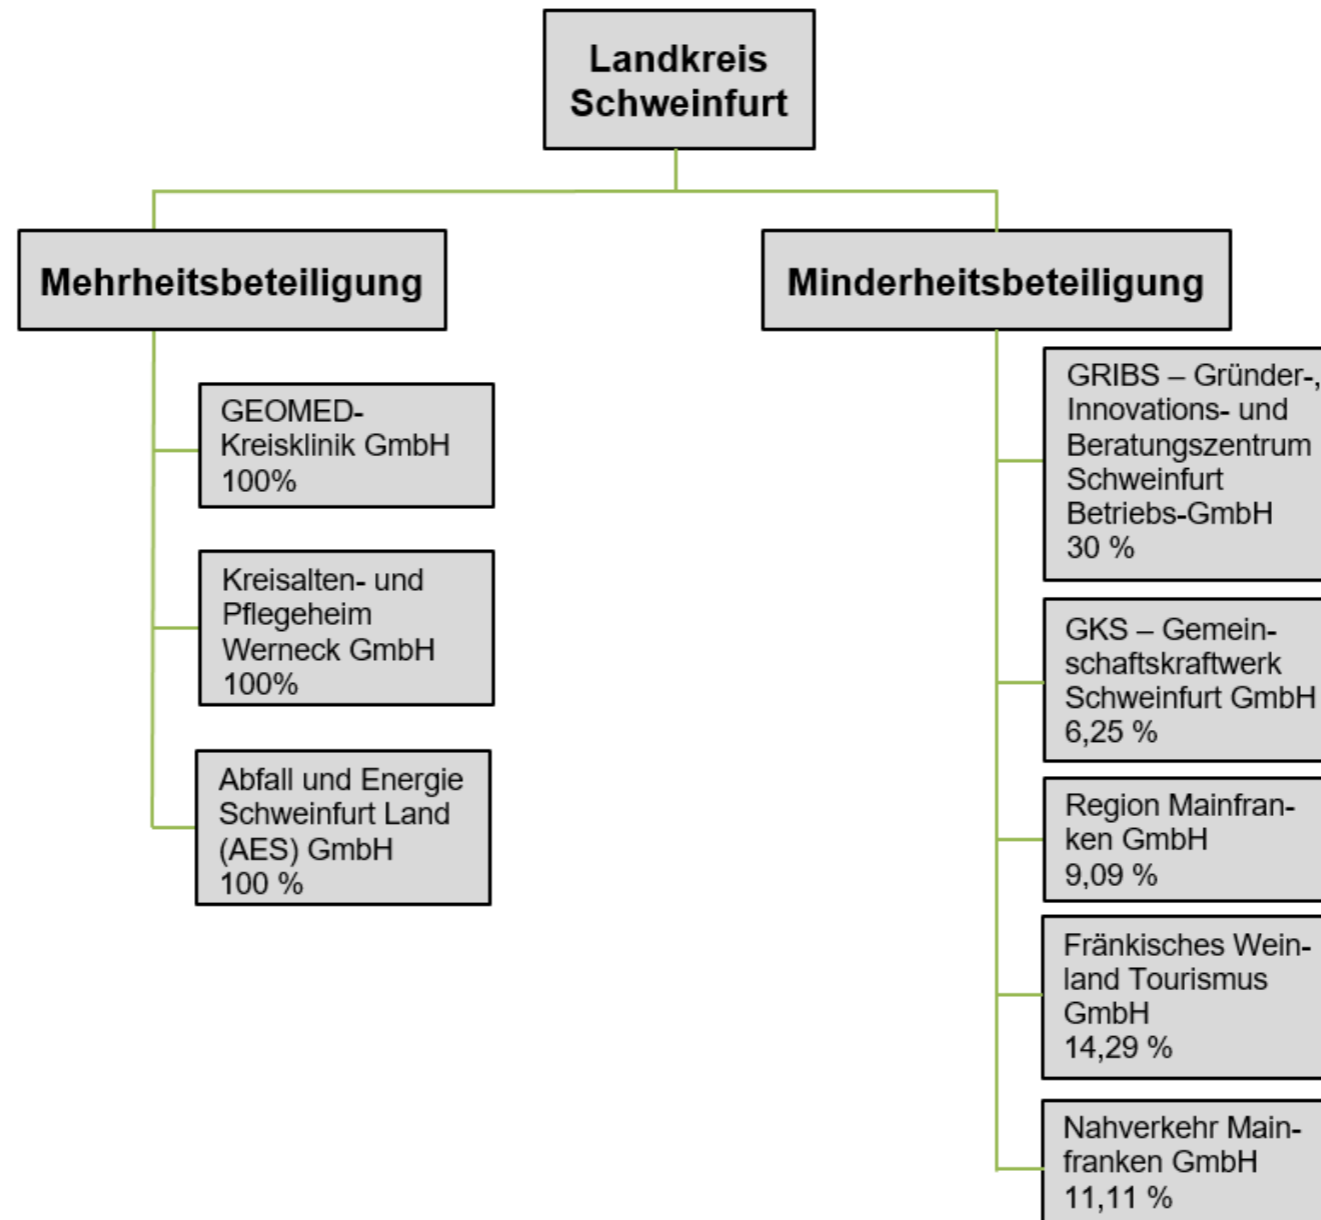 Landkreis
Schweinfurt
Mehrheitsbeteiligung
GEOMED-
Kreisklinik GmbH
100%
Kreisalten- und
Pflegeheim
Werneck GmbH
100%
Abfall und Energie
Schweinfurt Land
(AES) GmbH
100 %
Minderheitsbeteiligung
GRIBS – Gründer-,
Innovations- und
Beratungszentrum
Schweinfurt
Betriebs-GmbH
30 %
GKS – Gemein-
schaftskraftwerk
Schweinfurt GmbH
6,25 %
Region Mainfran-
ken GmbH
9,09 %
Fränkisches Wein-
land Tourismus
GmbH
14,29 %
Nahverkehr Main-
franken GmbH
11,11 %